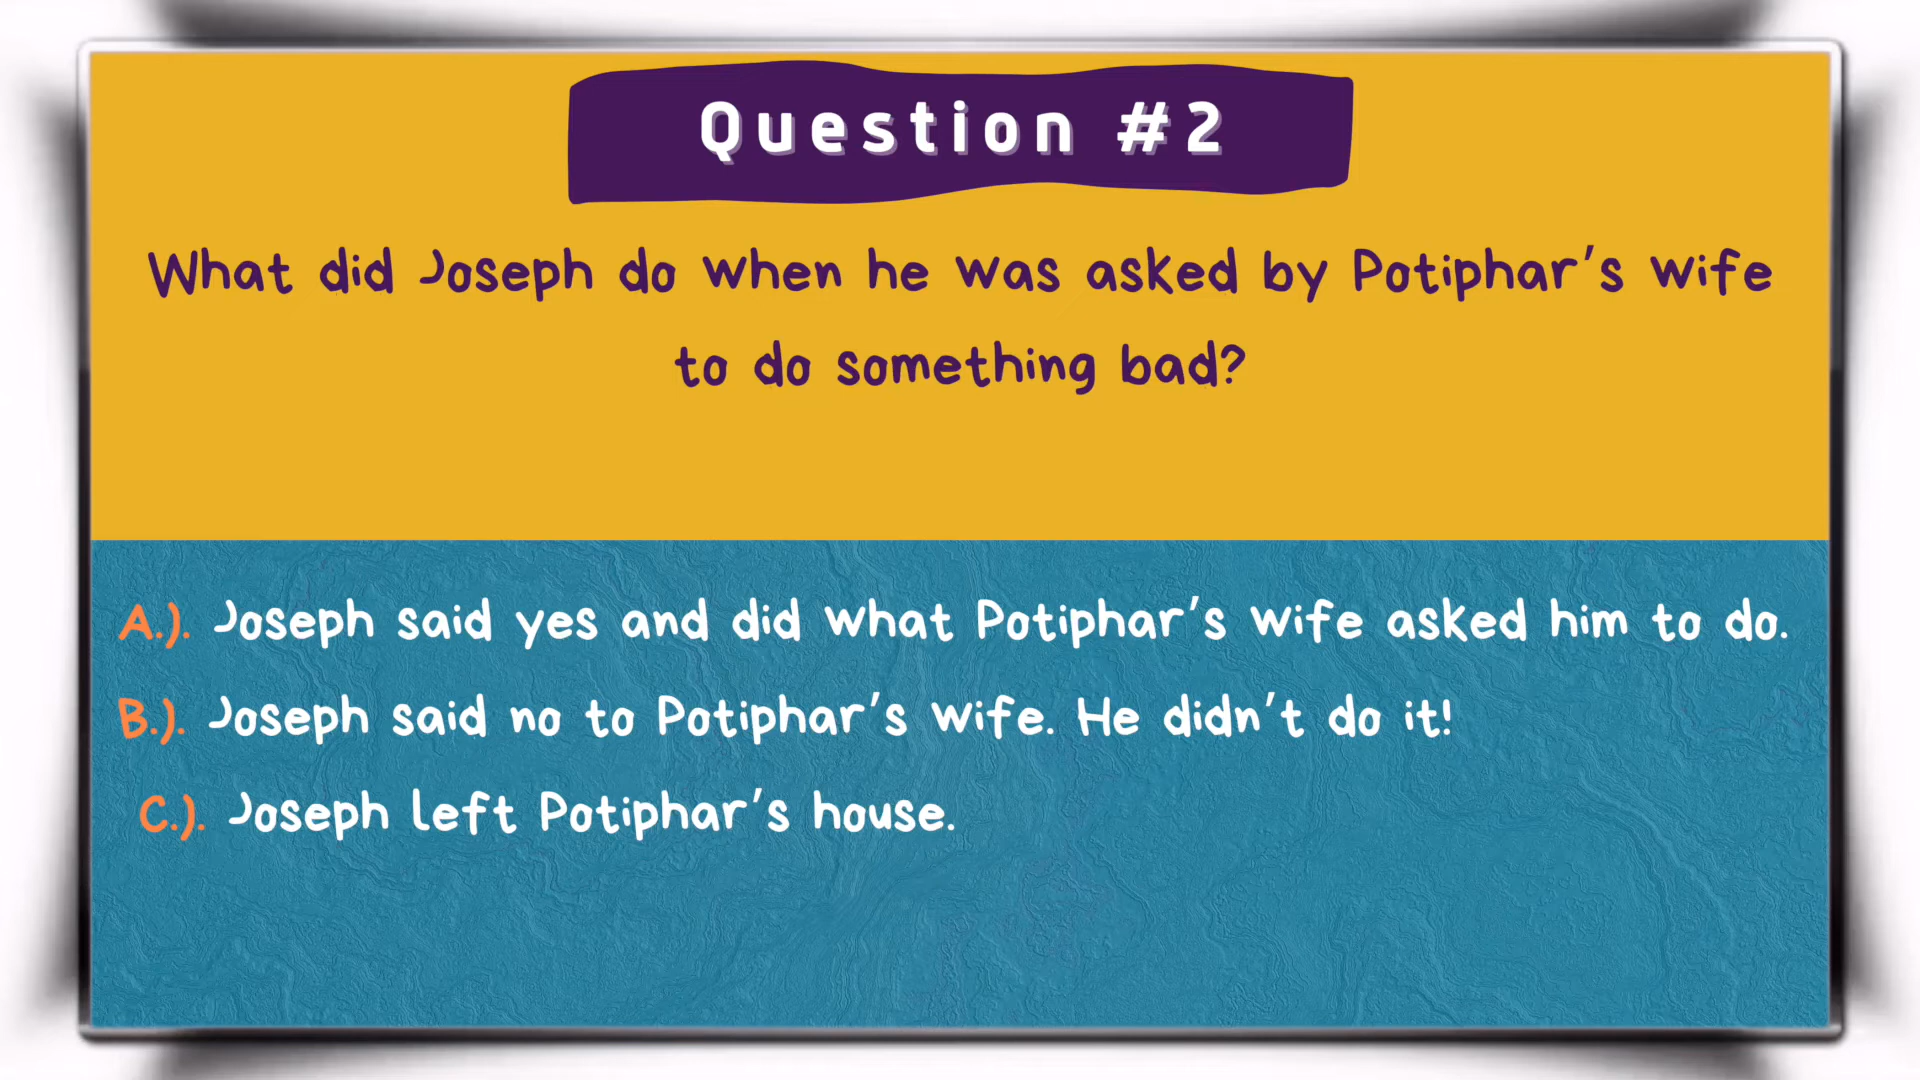 Question #2
What did Joseph do when he was asked by Potiphar's wife
to do something bad?
A.). Joseph said yes and did what Potiphar's wife asked him to do.
B.). Joseph said no to Potiphar's wife. He didn't do it!
C.). Joseph left Potiphar's house.